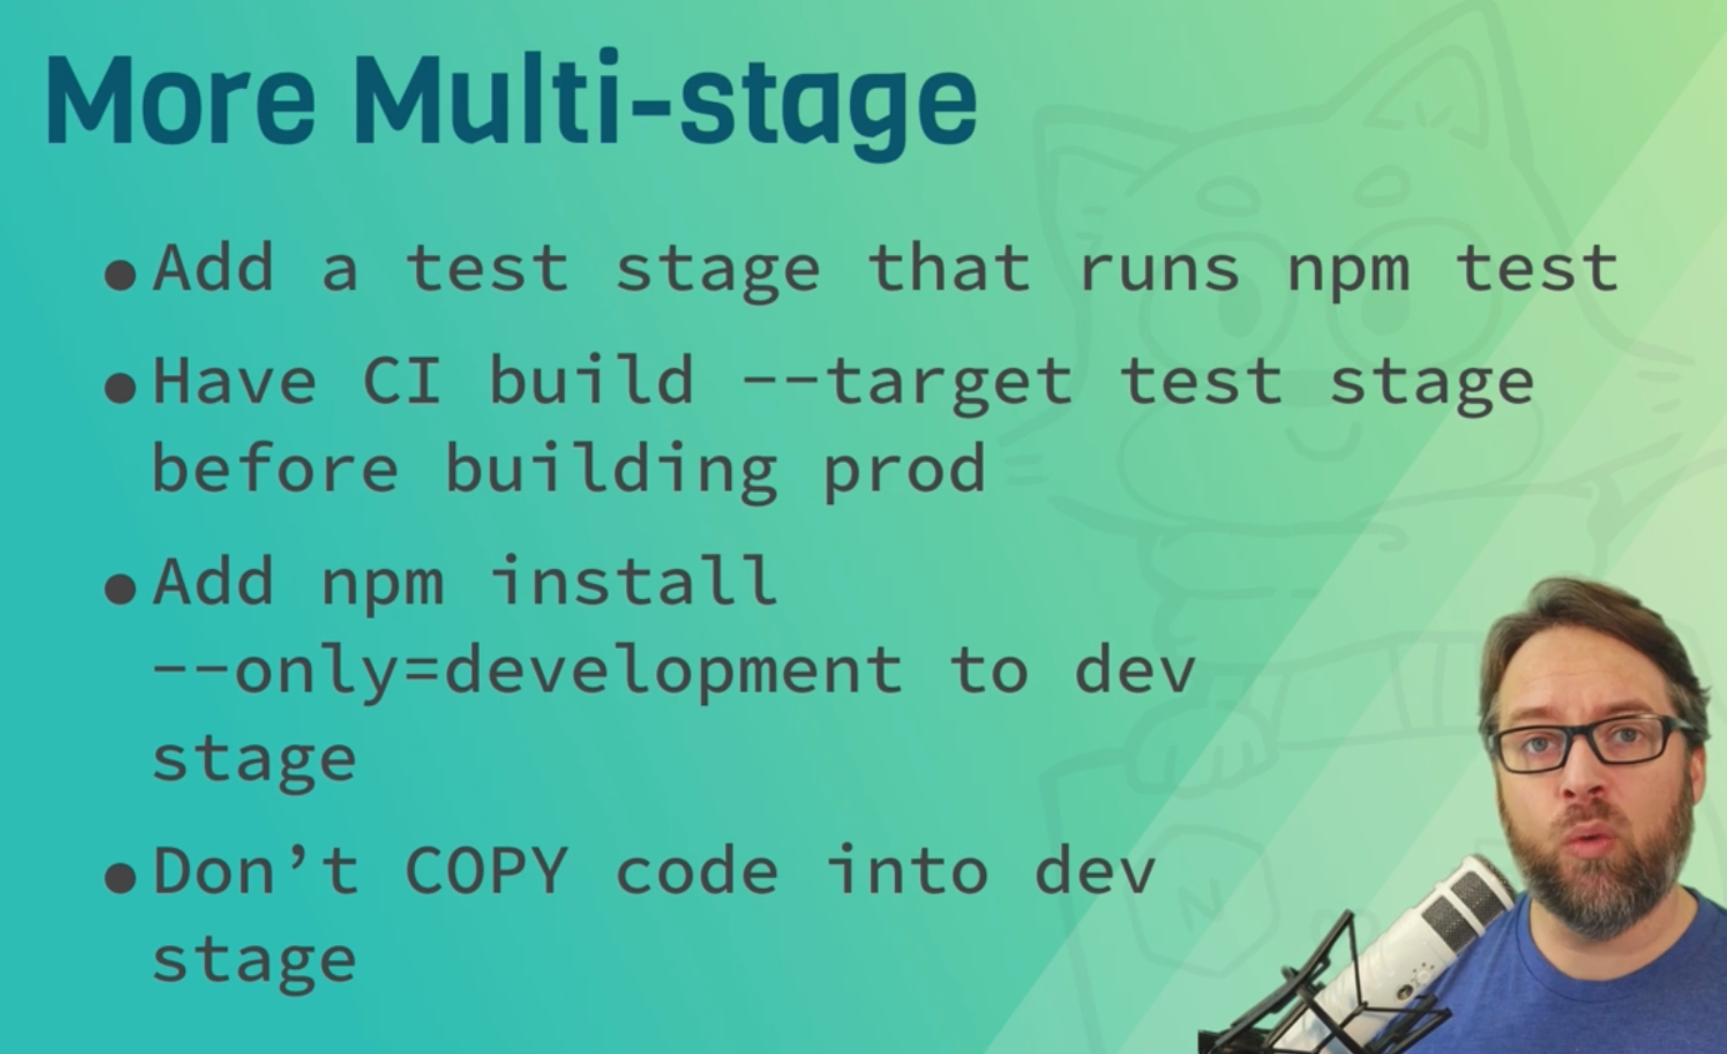 More Multi-stage
●Add a test stage that runs npm test
●Have CI build --target test stage
before building prod
●Add npm install
--only=development to dev
stage
●Don’t COPY code into dev
stage
N